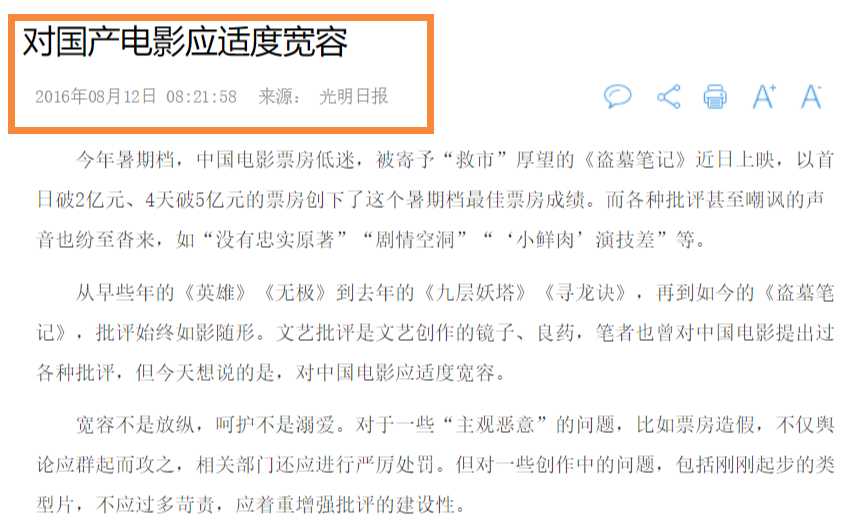 对国产电影应适度宽容
2016年08月12日 08:21:58 来源： 光明日报
A+ A-
今年暑期档，中国电影票房低迷，被寄予“救市”厚望的《盗墓笔记》近日上映，以首
日破2亿元、4天破5亿元的票房创下了这个暑期档最佳票房成绩。而各种批评甚至嘲讽的声
音也纷至沓来，如“没有忠实原著”“剧情空洞”“‘小鲜肉’演技差”等。
从早些年的《英雄》《无极》到去年的《九层妖塔》《寻龙诀》，再到如今的《盗墓笔
记》，批评始终如影随形。文艺批评是文艺创作的镜子、良药，笔者也曾对中国电影提出过
各种批评，但今天想说的是，对中国电影应适度宽容。
宽容不是放纵，呵护不是溺爱。对于一些“主观恶意”的问题，比如票房造假，不仅舆
论应群起而攻之，相关部门还应进行严厉处罚。但对一些创作中的问题，包括刚刚起步的类
型片，不应过多苛责，应着重增强批评的建设性。